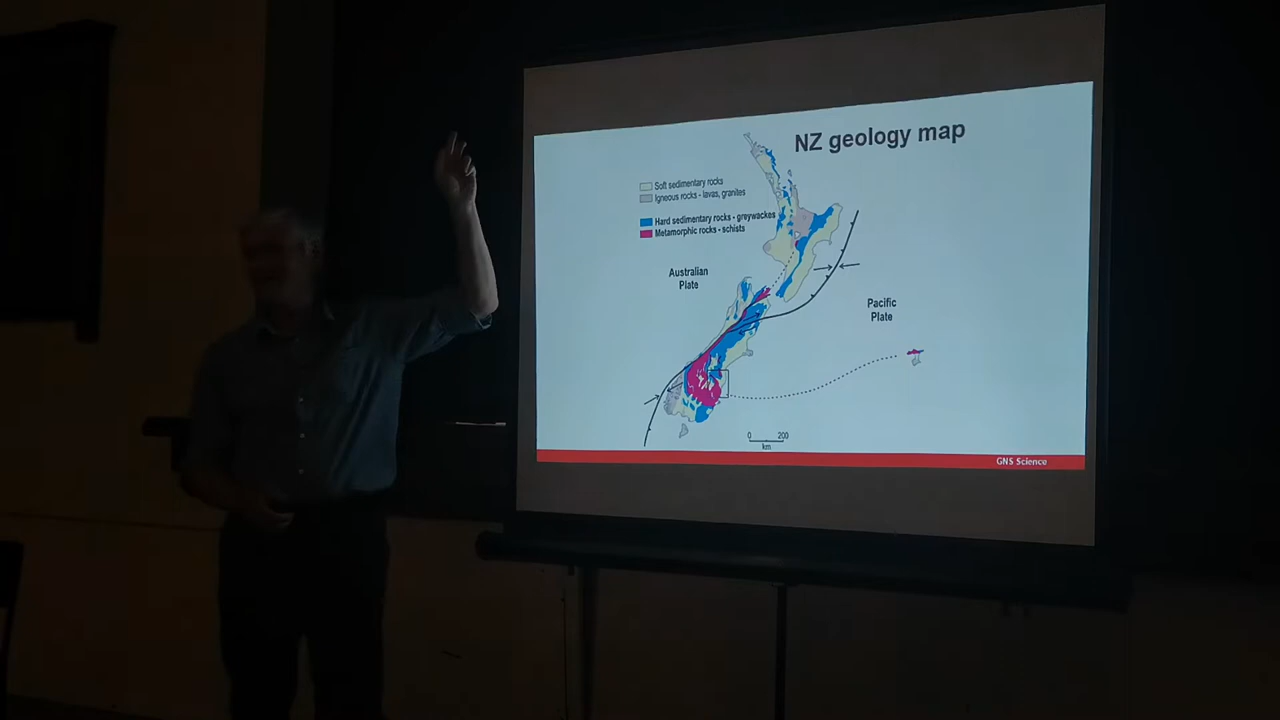 NZ geology map
Soft sedimentary rocks
Igneous rocks - lavas, granites
Hard sedimentary rocks - greywackes
Metamorphic rocks - schists
Australian
Plate
Pacific
Plate
0 200
km
GNS Science